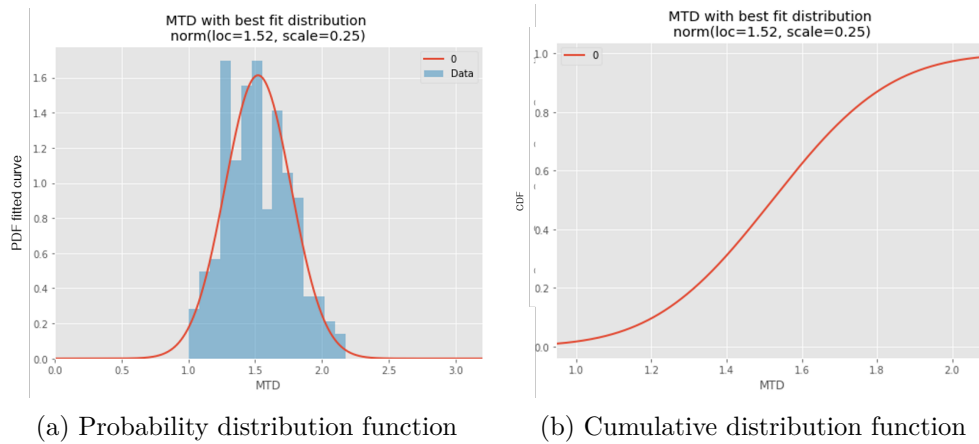 MTD with best fit distribution
norm(loc=1.52, scale=0.25)
0
Data
1.6
1.4
1.2
1.0
0.8
0.6
0.4
0.2
0.0
PDF fitted curve
0.0 0.5 1.0 1.5 2.0 2.5 3.0
MTD
(a) Probability distribution function
MTD with best fit distribution
norm(loc=1.52, scale=0.25)
0
1.0
0.8
0.6
0.4
0.2
0.0
CDF
1.0 1.2 1.4 1.6 1.8 2.0
MTD
(b) Cumulative distribution function